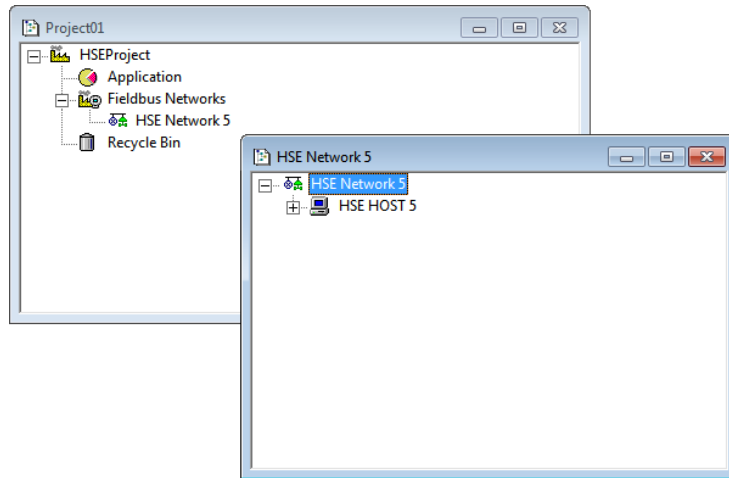 Project01
HSEProject
Application
Fieldbus Networks
HSE Network 5
Recycle Bin
HSE Network 5
HSE Network 5
HSE HOST 5